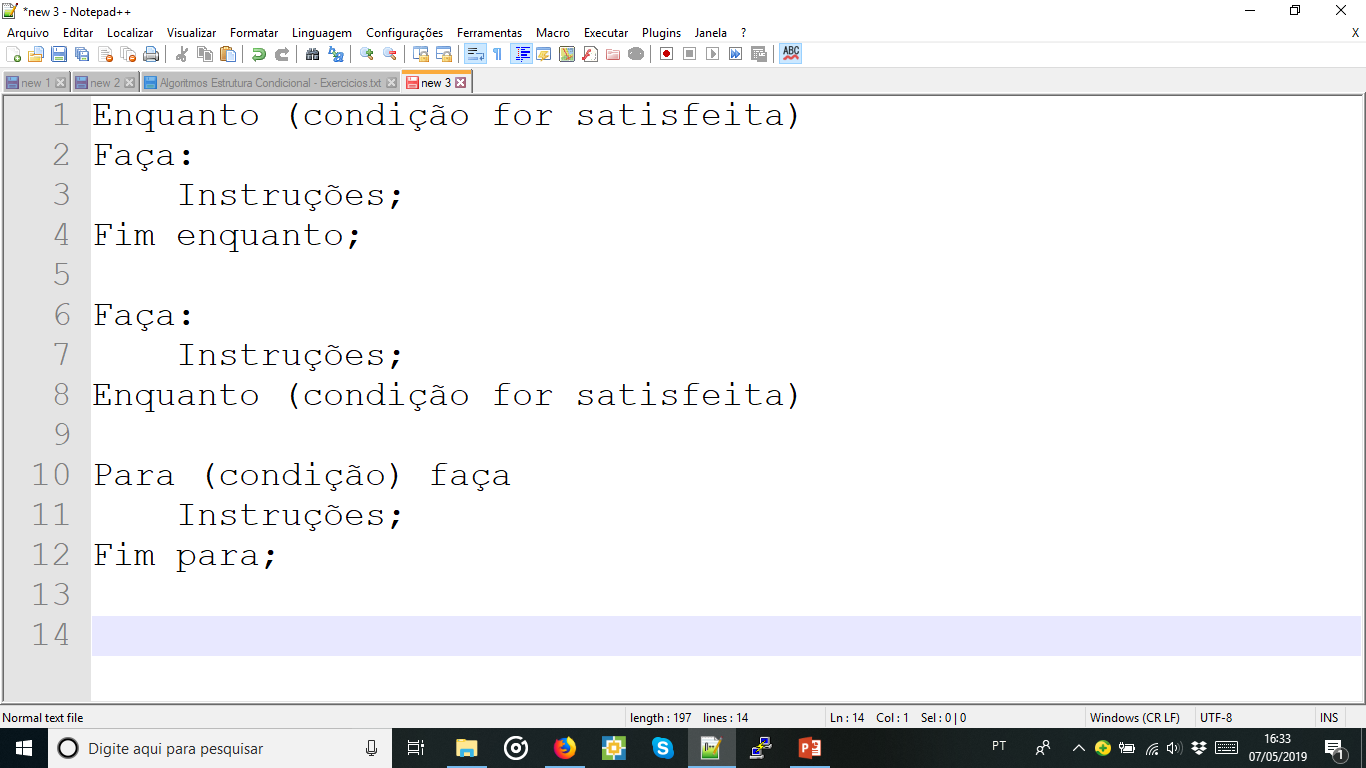 *new 3 - Notepad++
Arquivo Editar Localizar Visualizar Formatar Linguagem Configurações Ferramentas Macro Executar Plugins Janela ? X
ABC
new 1 new 2 Algoritmos Estrutura Condicional - Exercicios.txt new 3
1 Enquanto (condição for satisfeita)
2 Faça:
3 Instruções;
4 Fim enquanto;
5
6 Faça:
7 Instruções;
8 Enquanto (condição for satisfeita)
9
10 Para (condição) faça
11 Instruções;
12 Fim para;
13
14
Normal text file length : 197 lines : 14 Ln : 14 Col : 1 Sel : 0 | 0 Windows (CR LF) UTF-8 INS
Digite aqui para pesquisar PT 16:33
07/05/2019 1